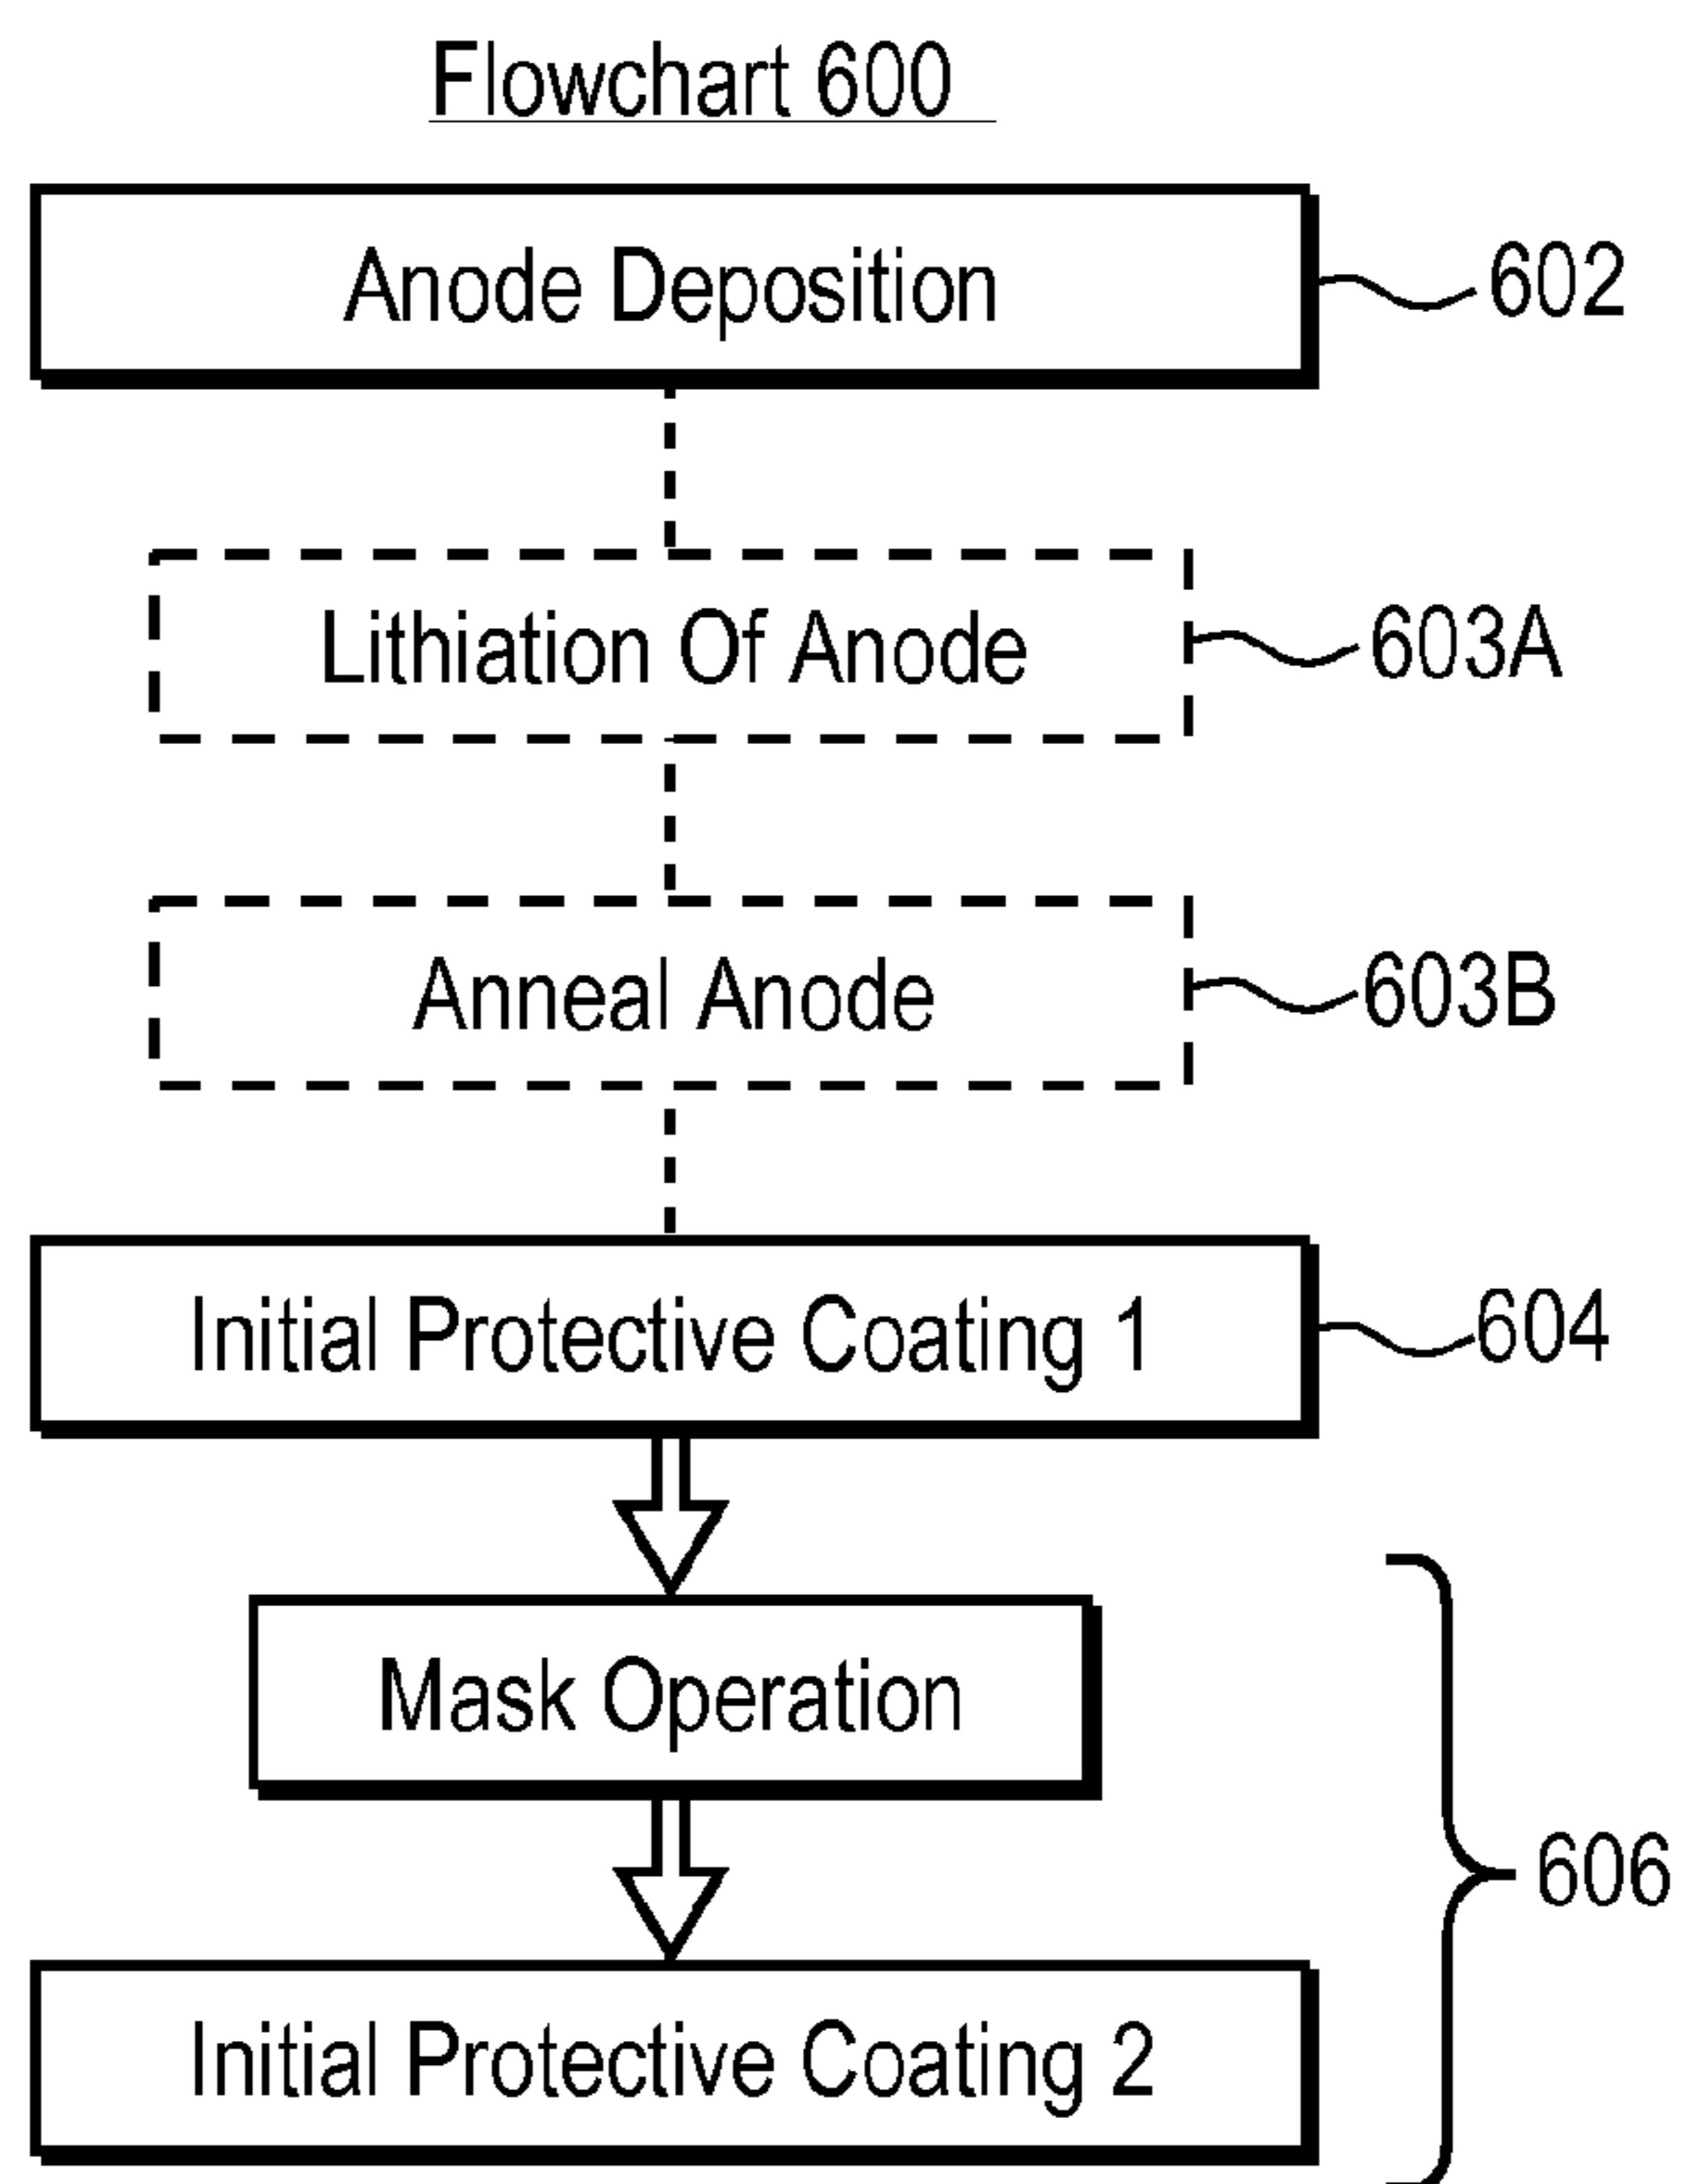 Flowchart 600
Anode Deposition
602
Lithiation Of Anode
603A
Anneal Anode
603B
Initial Protective Coating 1
604
Mask Operation
606
Initial Protective Coating 2